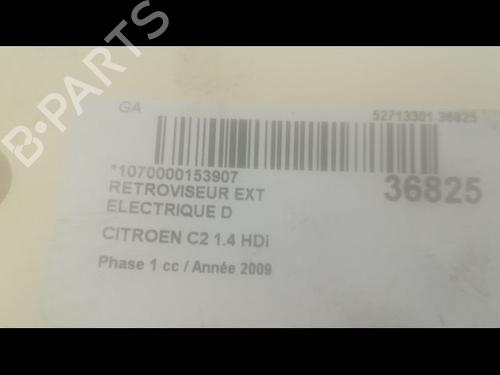 B-PARTS
GA
52713301 36825
*1070000153907
36825
RETROVISEUR EXT
ELECTRIQUE D
CITROEN C2 1.4 HDi
Phase 1 cc / Année 2009